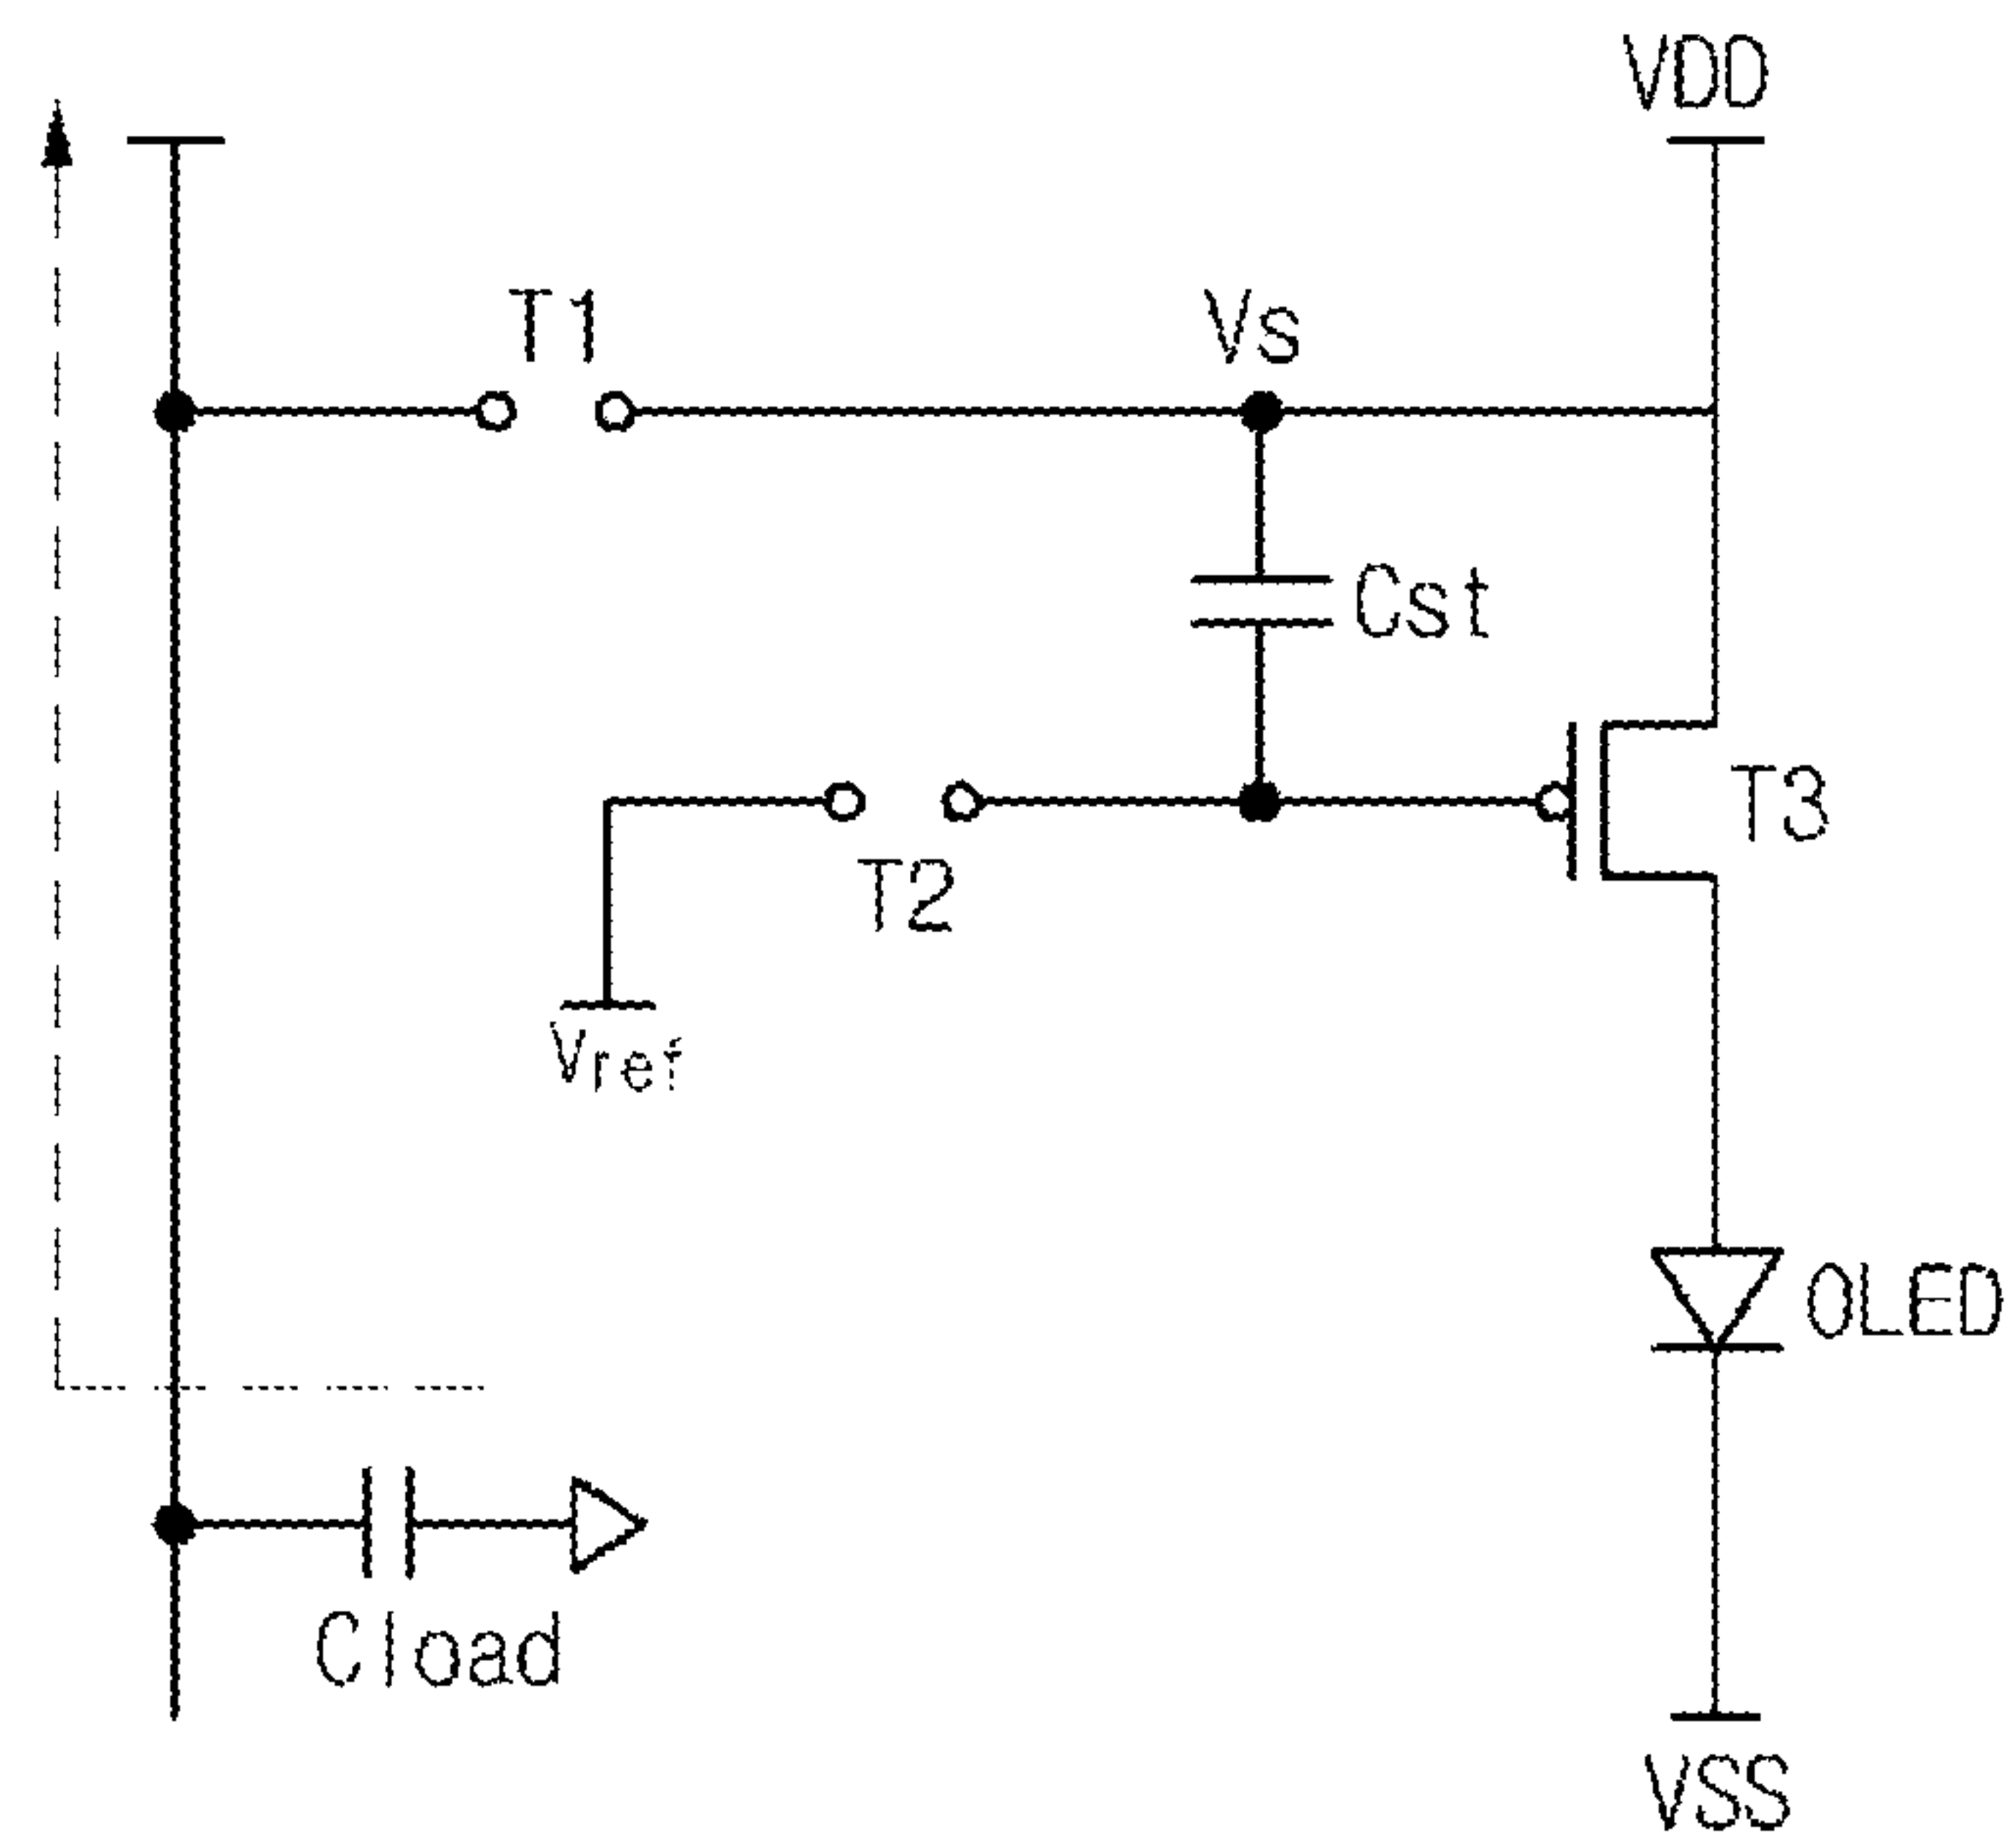 VDD
T1
Vs
Cst
T3
T2
Vref
OLED
Cload
VSS